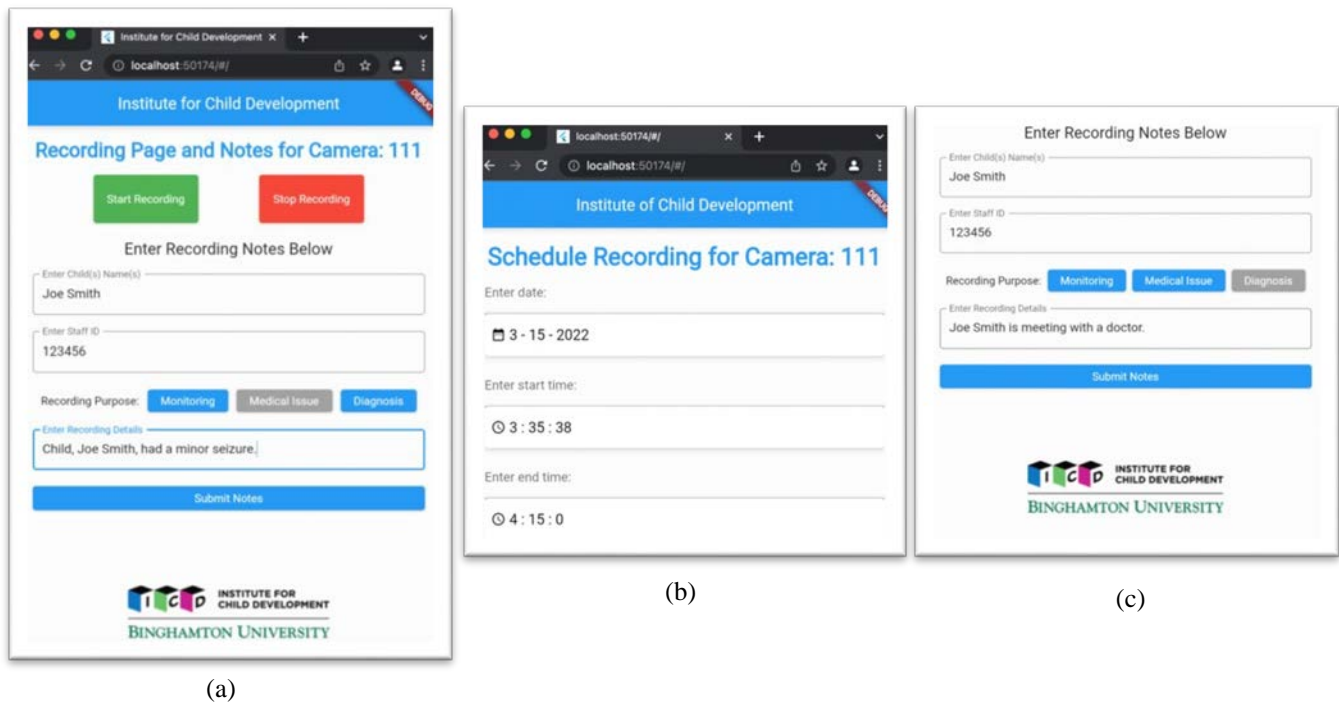 Institute for Child Development × +
localhost:50174/#/
Institute for Child Development
DEBUG
Recording Page and Notes for Camera: 111
Start Recording Stop Recording
Enter Recording Notes Below
Enter Child(s) Name(s)
Joe Smith
Enter Staff ID
123456
Recording Purpose: Monitoring Medical Issue Diagnosis
Enter Recording Details
Child, Joe Smith, had a minor seizure.
Submit Notes
I C D INSTITUTE FOR
CHILD DEVELOPMENT
BINGHAMTON UNIVERSITY
(a)
localhost:50174/#/ × +
localhost:50174/#/
Institute of Child Development
DEBUG
Schedule Recording for Camera: 111
Enter date:
3 - 15 - 2022
Enter start time:
3 : 35 : 38
Enter end time:
4 : 15 : 0
(b)
Enter Recording Notes Below
Enter Child(s) Name(s)
Joe Smith
Enter Staff ID
123456
Recording Purpose: Monitoring Medical Issue Diagnosis
Enter Recording Details
Joe Smith is meeting with a doctor.
Submit Notes
I C D INSTITUTE FOR
CHILD DEVELOPMENT
BINGHAMTON UNIVERSITY
(c)